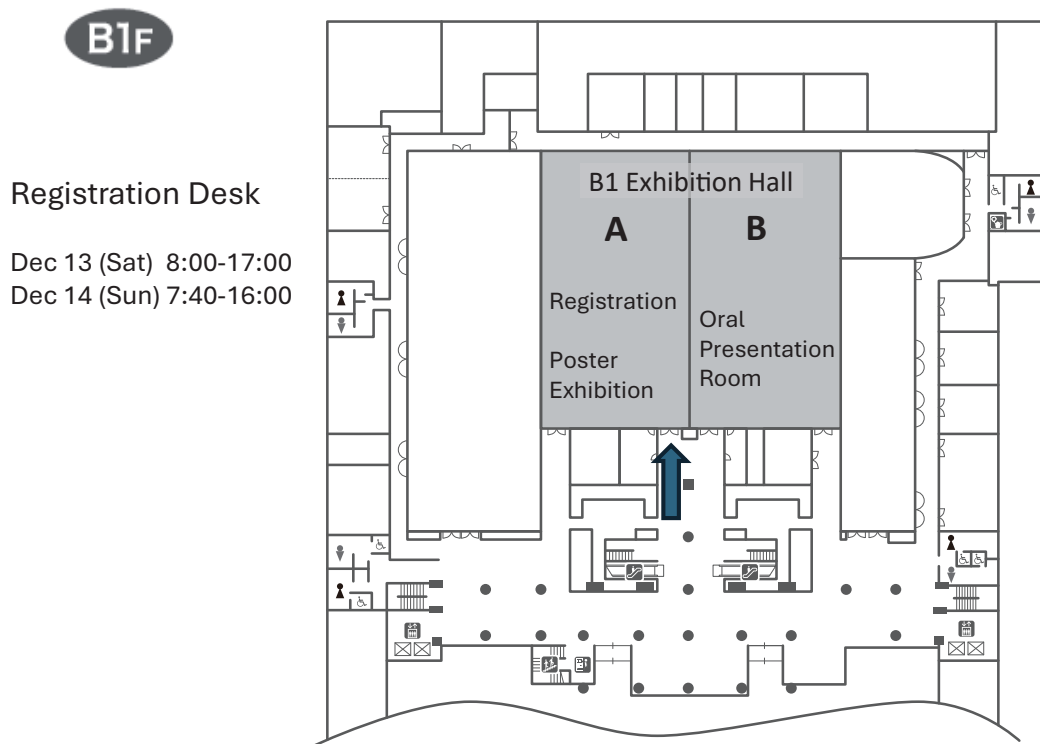 B1F
Registration Desk
Dec 13 (Sat) 8:00-17:00
Dec 14 (Sun) 7:40-16:00
B1 Exhibition Hall
A
B
Registration
Poster
Exhibition
Oral
Presentation
Room